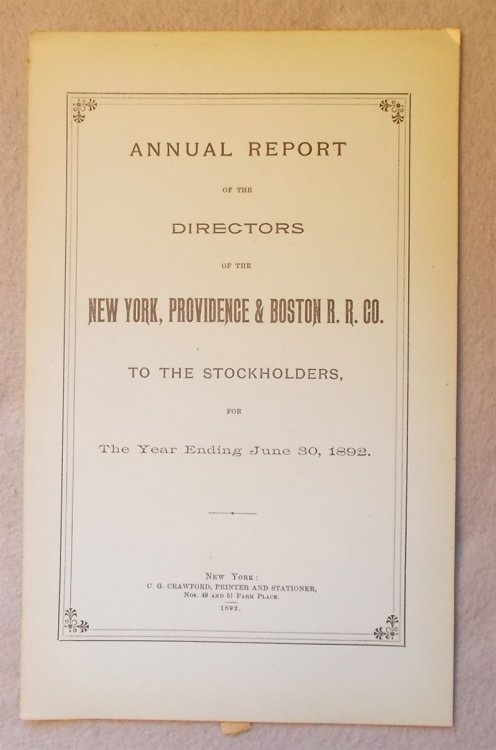 ANNUAL REPORT
OF THE
DIRECTORS
OF THE
NEW YORK, PROVIDENCE & BOSTON R. R. CO.
TO THE STOCKHOLDERS,
FOR
The Year Ending June 30, 1892.
NEW YORK:
C. G. CRAWFORD, PRINTER AND STATIONER,
NOS. 49 AND 51 PARK PLACE.
1892.